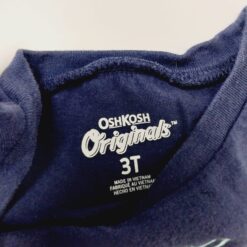 OSHKOSH
Originals™
3T
MADE IN VIETNAM
FABRIQUÉ AU VIETNAM
HECHO EN VIETNAM